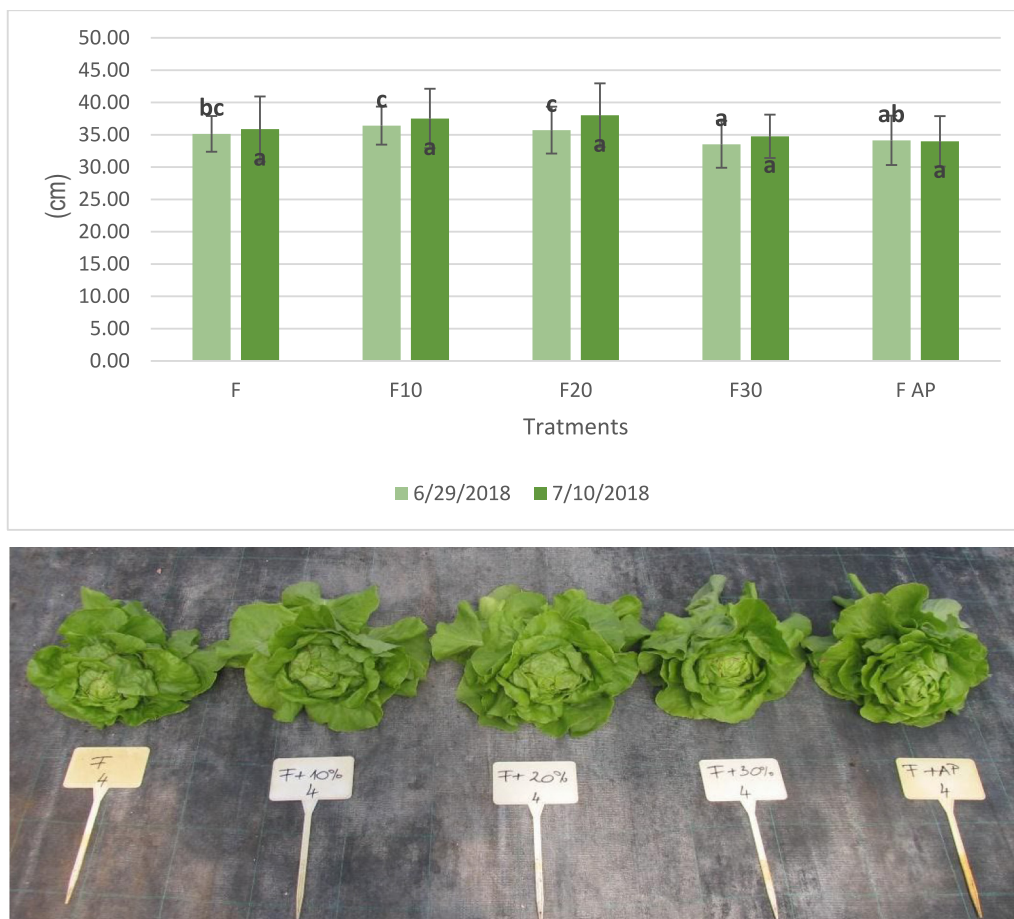 50.00
45.00
40.00
35.00
30.00
25.00
20.00
15.00
10.00
5.00
0.00
(cm)
bc a c a c a a a ab a
F F10 F20 F30 F AP
Tratments
6/29/2018 7/10/2018
F
4
F+10%
4
F+ 20%
4
F+30%
4
F+AP
4